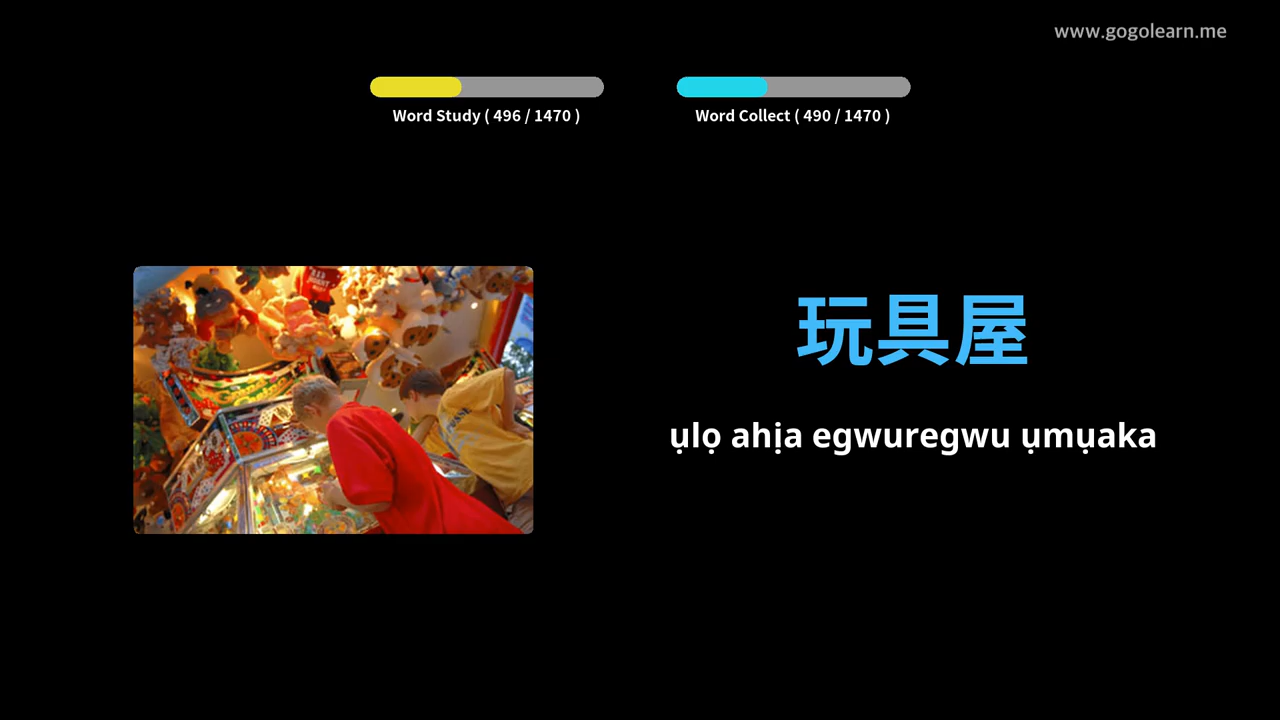 www.gogolearn.me
Word Study ( 496 / 1470 )
Word Collect ( 490 / 1470 )
玩具屋
ụlọ ahịa egwuregwu ụmụaka